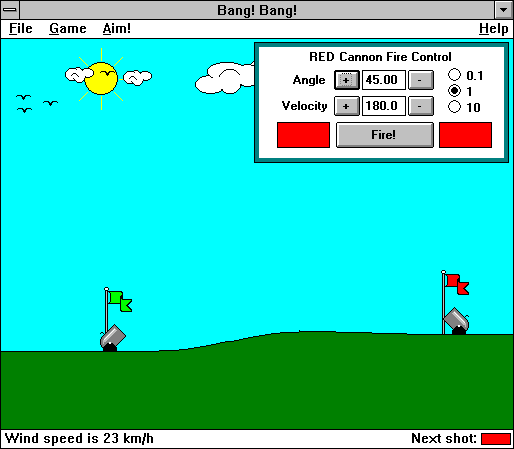 Bang! Bang!
File Game Aim! Help
RED Cannon Fire Control
Angle + 45.00 - 0.1
1
Velocity + 180.0 - 10
Fire!
Wind speed is 23 km/h Next shot: